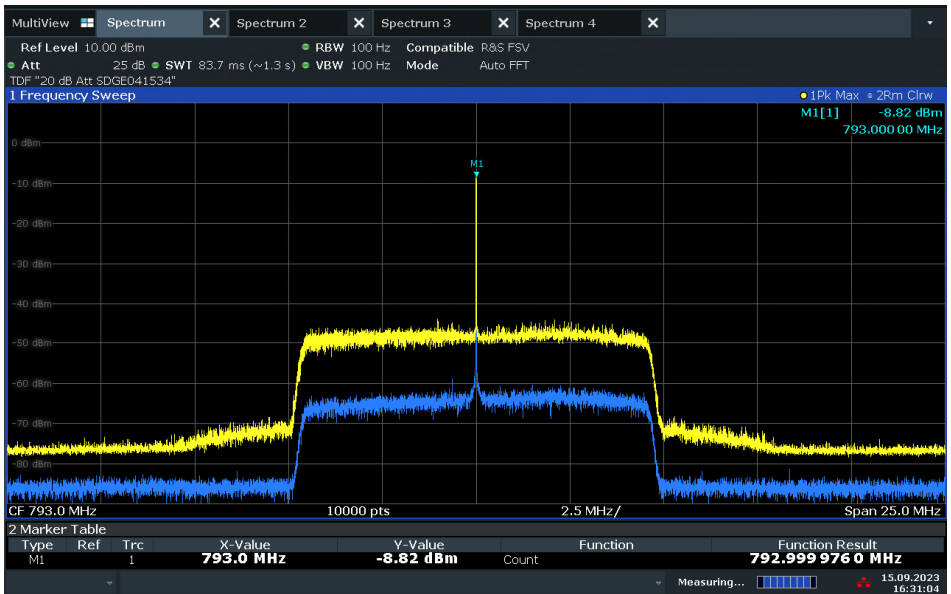 MultiView Spectrum Spectrum 2 Spectrum 3 Spectrum 4
Ref Level 10.00 dBm RBW 100 Hz Compatible R&S FSV
Att 25 dB SWT 83.7 ms (~1.3 s) VBW 100 Hz Mode Auto FFT
TDF "20 dB Att SDGE041534"
1 Frequency Sweep 1Pk Max 2Rm Clrw
M1[1] -8.82 dBm
793.000 00 MHz
0 dBm
M1
-10 dBm
-20 dBm
-30 dBm
-40 dBm
-50 dBm
-60 dBm
-70 dBm
-80 dBm
CF 793.0 MHz 10000 pts 2.5 MHz/ Span 25.0 MHz
2 Marker Table
Type Ref Trc X-Value Y-Value Function Function Result
M1 1 793.0 MHz -8.82 dBm Count 792.999 976 0 MHz
Measuring... 15.09.2023
16:31:04